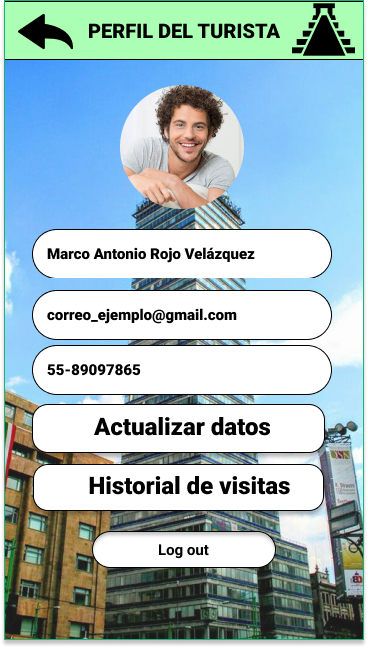 PERFIL DEL TURISTA
Marco Antonio Rojo Velázquez
correo_ejemplo@gmail.com
55-89097865
Actualizar datos
Historial de visitas
Log out